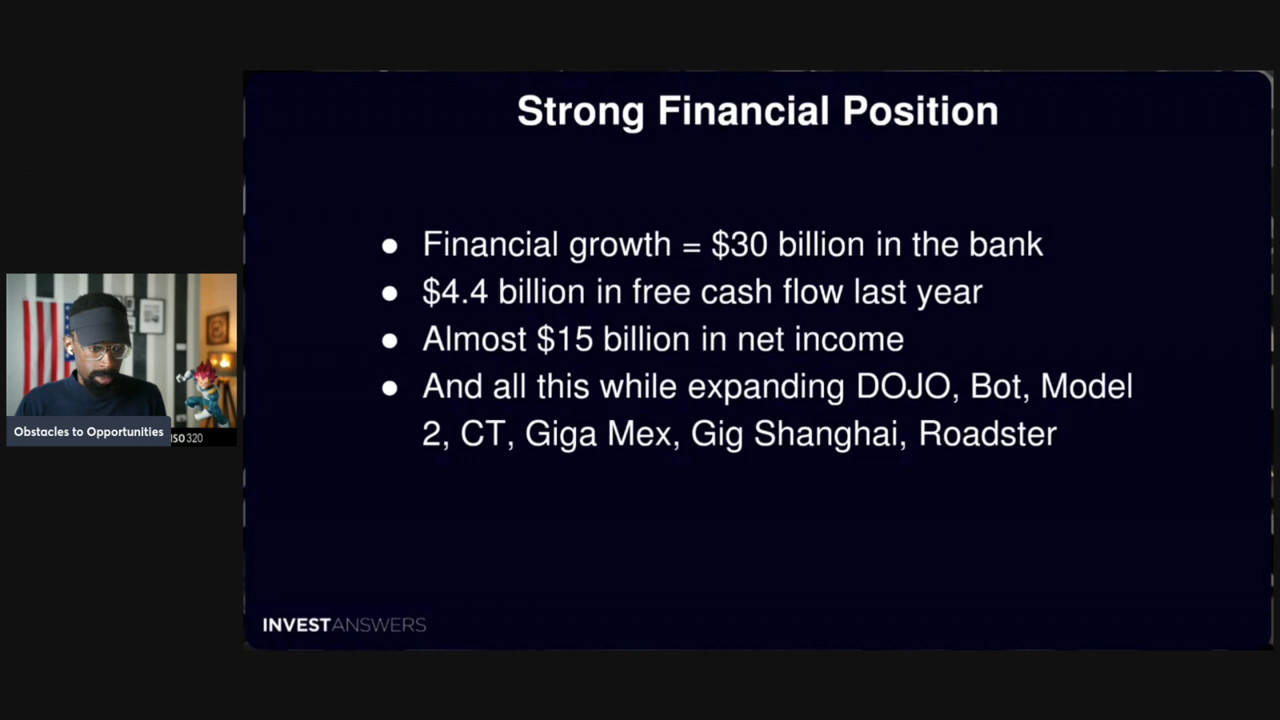 Strong Financial Position
● Financial growth = $30 billion in the bank
● $4.4 billion in free cash flow last year
● Almost $15 billion in net income
● And all this while expanding DOJO, Bot, Model
2, CT, Giga Mex, Gig Shanghai, Roadster
Obstacles to Opportunities
ISO 320
INVESTANSWERS